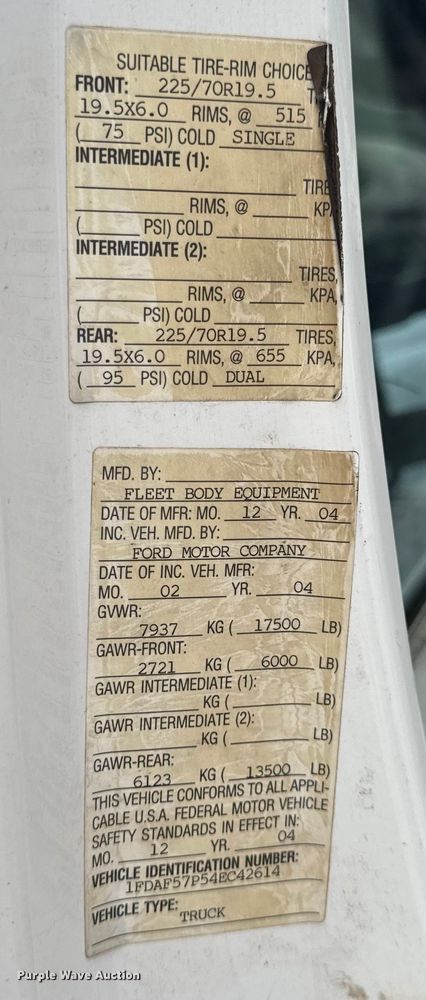 SUITABLE TIRE-RIM CHOICE
FRONT: 225/70R19.5 T
19.5X6.0 RIMS, @ 515
( 75 PSI) COLD SINGLE
INTERMEDIATE (1):
TIRE
RIMS, @ KP
( PSI) COLD
INTERMEDIATE (2):
TIRES,
RIMS, @ KPA,
( PSI) COLD
REAR: 225/70R19.5 TIRES,
19.5X6.0 RIMS, @ 655 KPA,
( 95 PSI) COLD DUAL
MFD. BY:
FLEET BODY EQUIPMENT
DATE OF MFR: MO. 12 YR. 04
INC. VEH. MFD. BY:
FORD MOTOR COMPANY
DATE OF INC. VEH. MFR:
MO. 02 YR. 04
GVWR:
7937 KG ( 17500 LB)
GAWR-FRONT:
2721 KG ( 6000 LB)
GAWR INTERMEDIATE (1):
KG ( LB)
GAWR INTERMEDIATE (2):
KG ( LB)
GAWR-REAR:
6123 KG ( 13500 LB)
THIS VEHICLE CONFORMS TO ALL APPLI-
CABLE U.S.A. FEDERAL MOTOR VEHICLE
SAFETY STANDARDS IN EFFECT IN:
MO. 12 YR. 04
VEHICLE IDENTIFICATION NUMBER:
1FDAF57P54EC42614
VEHICLE TYPE: TRUCK
Purple Wave Auction